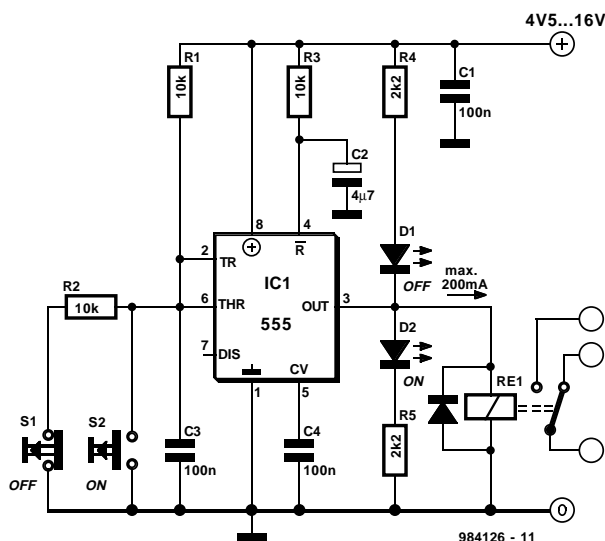 4V5...16V
R1
10k
R3
10k
R4
2k2
C1
100n
C2
4µ7
8
4
R
2
TR
D1
OFF
IC1
555
max.
200mA
R2
10k
6
THR
OUT
3
7
DIS
D2
ON
CV
RE1
1
5
R5
2k2
S1
S2
OFF
ON
C3
100n
C4
100n
0
984126 - 11